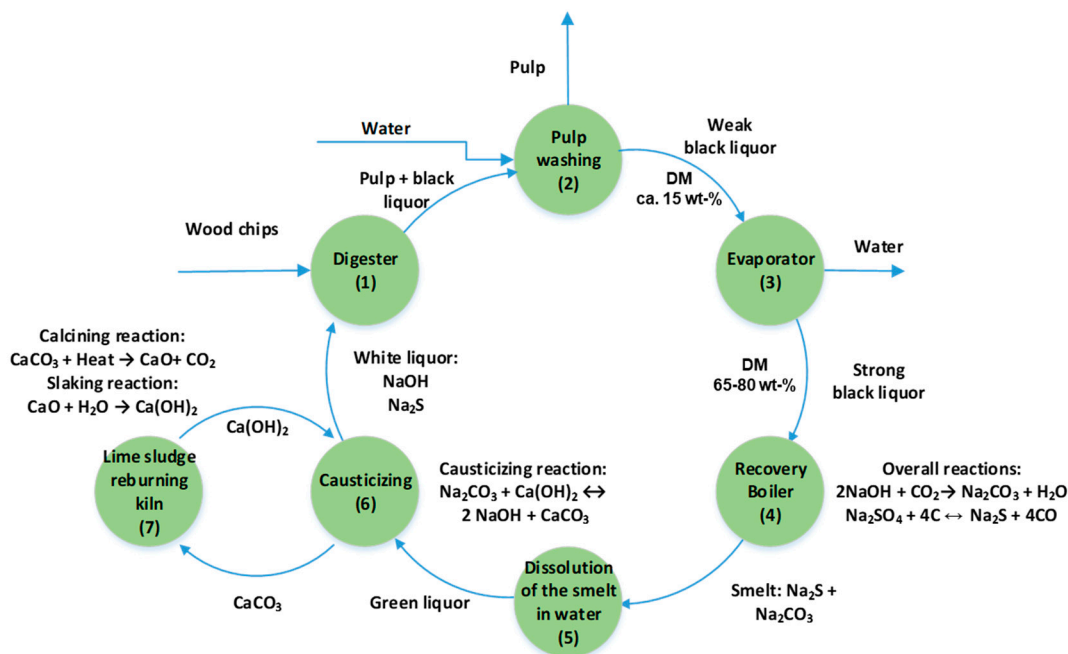 Pulp
Water
Pulp
washing
(2)
Weak
black liquor
DM
ca. 15 wt-%
Pulp + black
liquor
Wood chips
Digester
(1)
Evaporator
(3)
Water
Calcining reaction:
CaCO₃ + Heat → CaO+ CO₂
Slaking reaction:
CaO + H₂O → Ca(OH)₂
White liquor:
NaOH
Na₂S
DM
65-80 wt-%
Strong
black liquor
Ca(OH)₂
Lime sludge
reburning
kiln
(7)
Causticizing
(6)
Causticizing reaction:
Na₂CO₃ + Ca(OH)₂ ↔
2 NaOH + CaCO₃
Recovery
Boiler
(4)
Overall reactions:
2NaOH + CO₂→ Na₂CO₃ + H₂O
Na₂SO₄ + 4C ↔ Na₂S + 4CO
CaCO₃
Green liquor
Dissolution
of the smelt
in water
(5)
Smelt: Na₂S +
Na₂CO₃